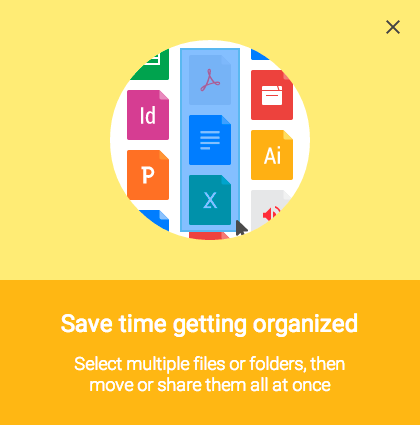 Id
Ai
P
X
Save time getting organized
Select multiple files or folders, then
move or share them all at once